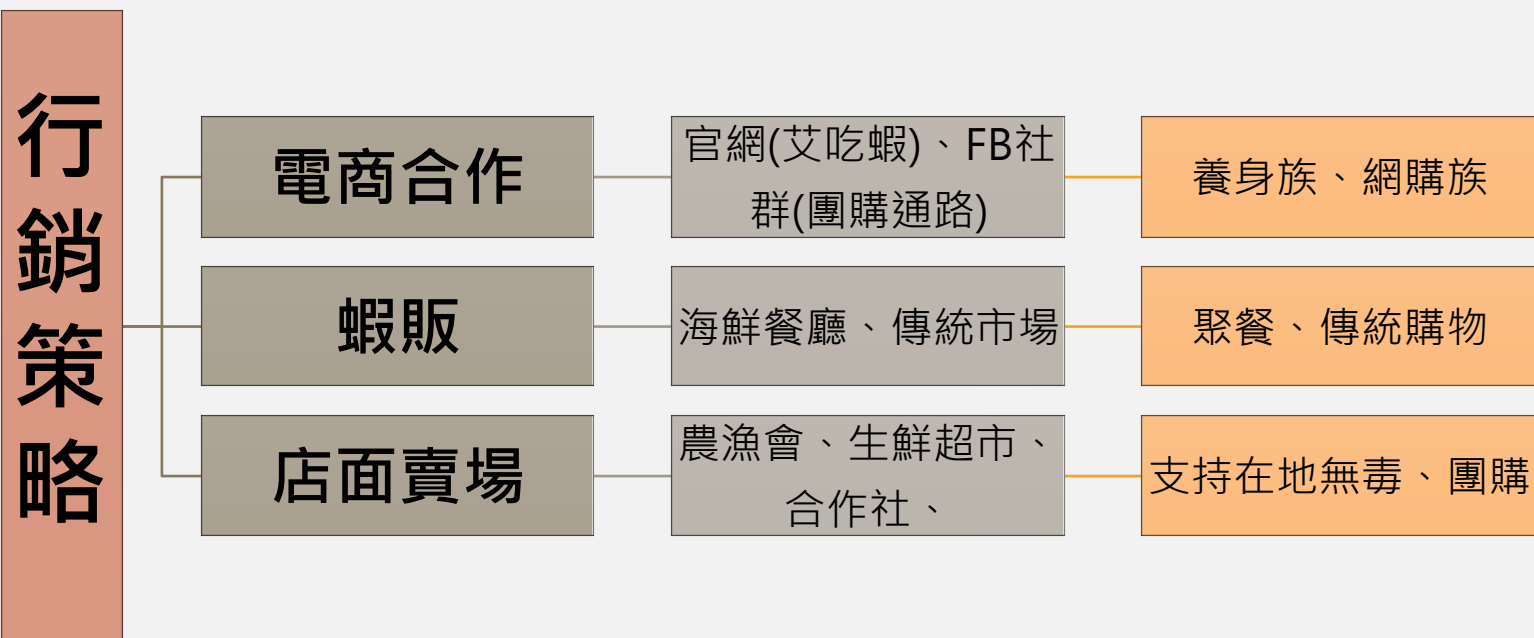 行銷策略
電商合作
官網(艾吃蝦)、FB社
群(團購通路)
養身族、網購族
蝦販
海鮮餐廳、傳統市場
聚餐、傳統購物
店面賣場
農漁會、生鮮超市、
合作社、
支持在地無毒、團購